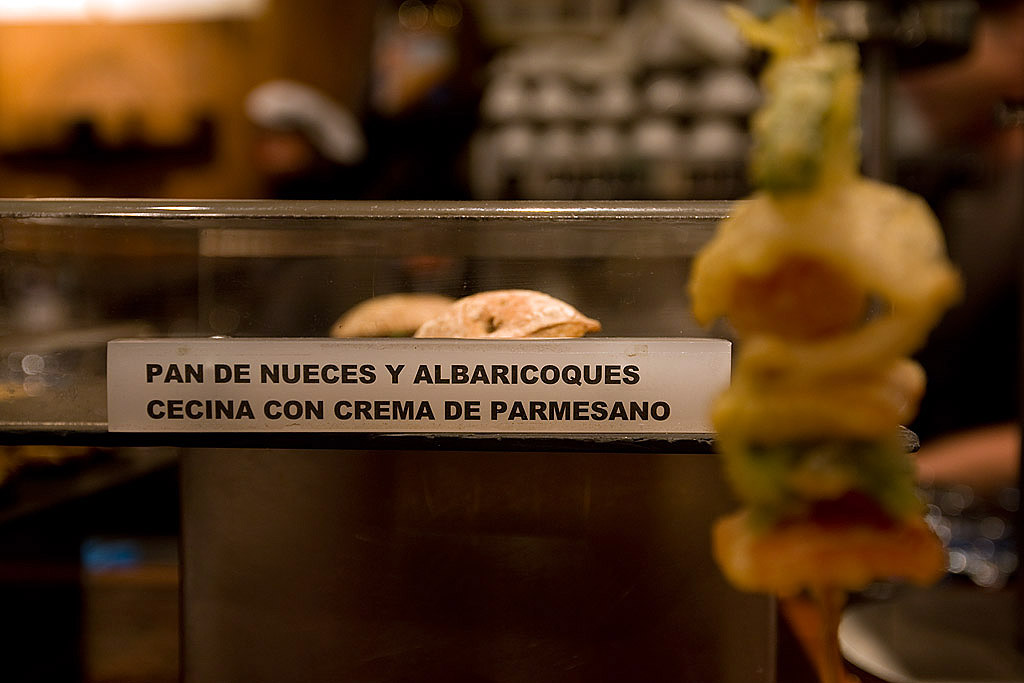 PAN DE NUECES Y ALBARICOQUES
CECINA CON CREMA DE PARMESANO